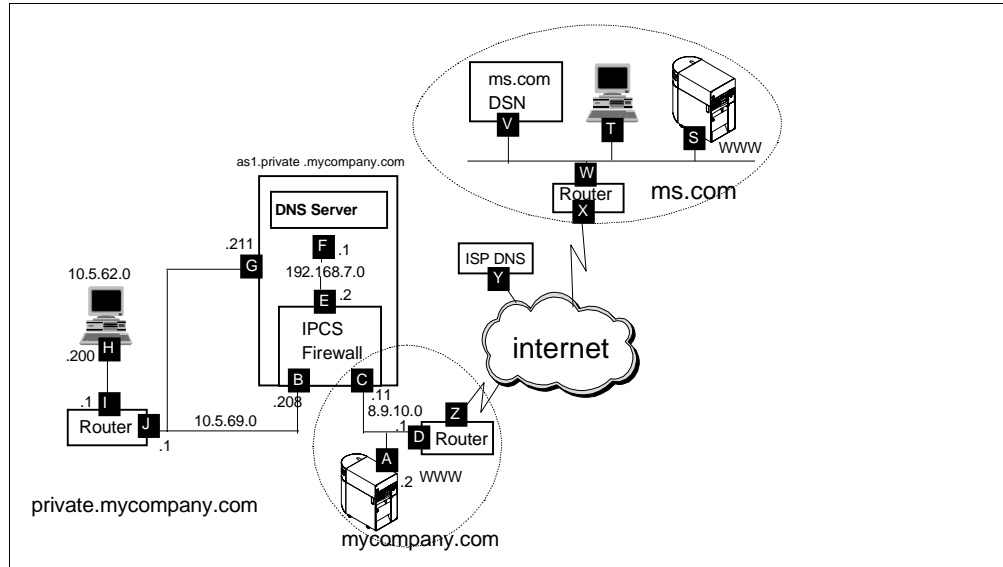 ms.com
DSN
V
T
S
WWW
W
Router
X
ms.com
as1.private .mycompany.com
DNS Server
F
.1
.211
G
192.168.7.0
E
.2
IPCS
Firewall
B
C
.208
.11
ISP DNS
Y
internet
10.5.62.0
H
.200
.1
I
Router
J
.1
10.5.69.0
8.9.10.0
.1
D
Z
Router
A
.2
WWW
private.mycompany.com
mycompany.com